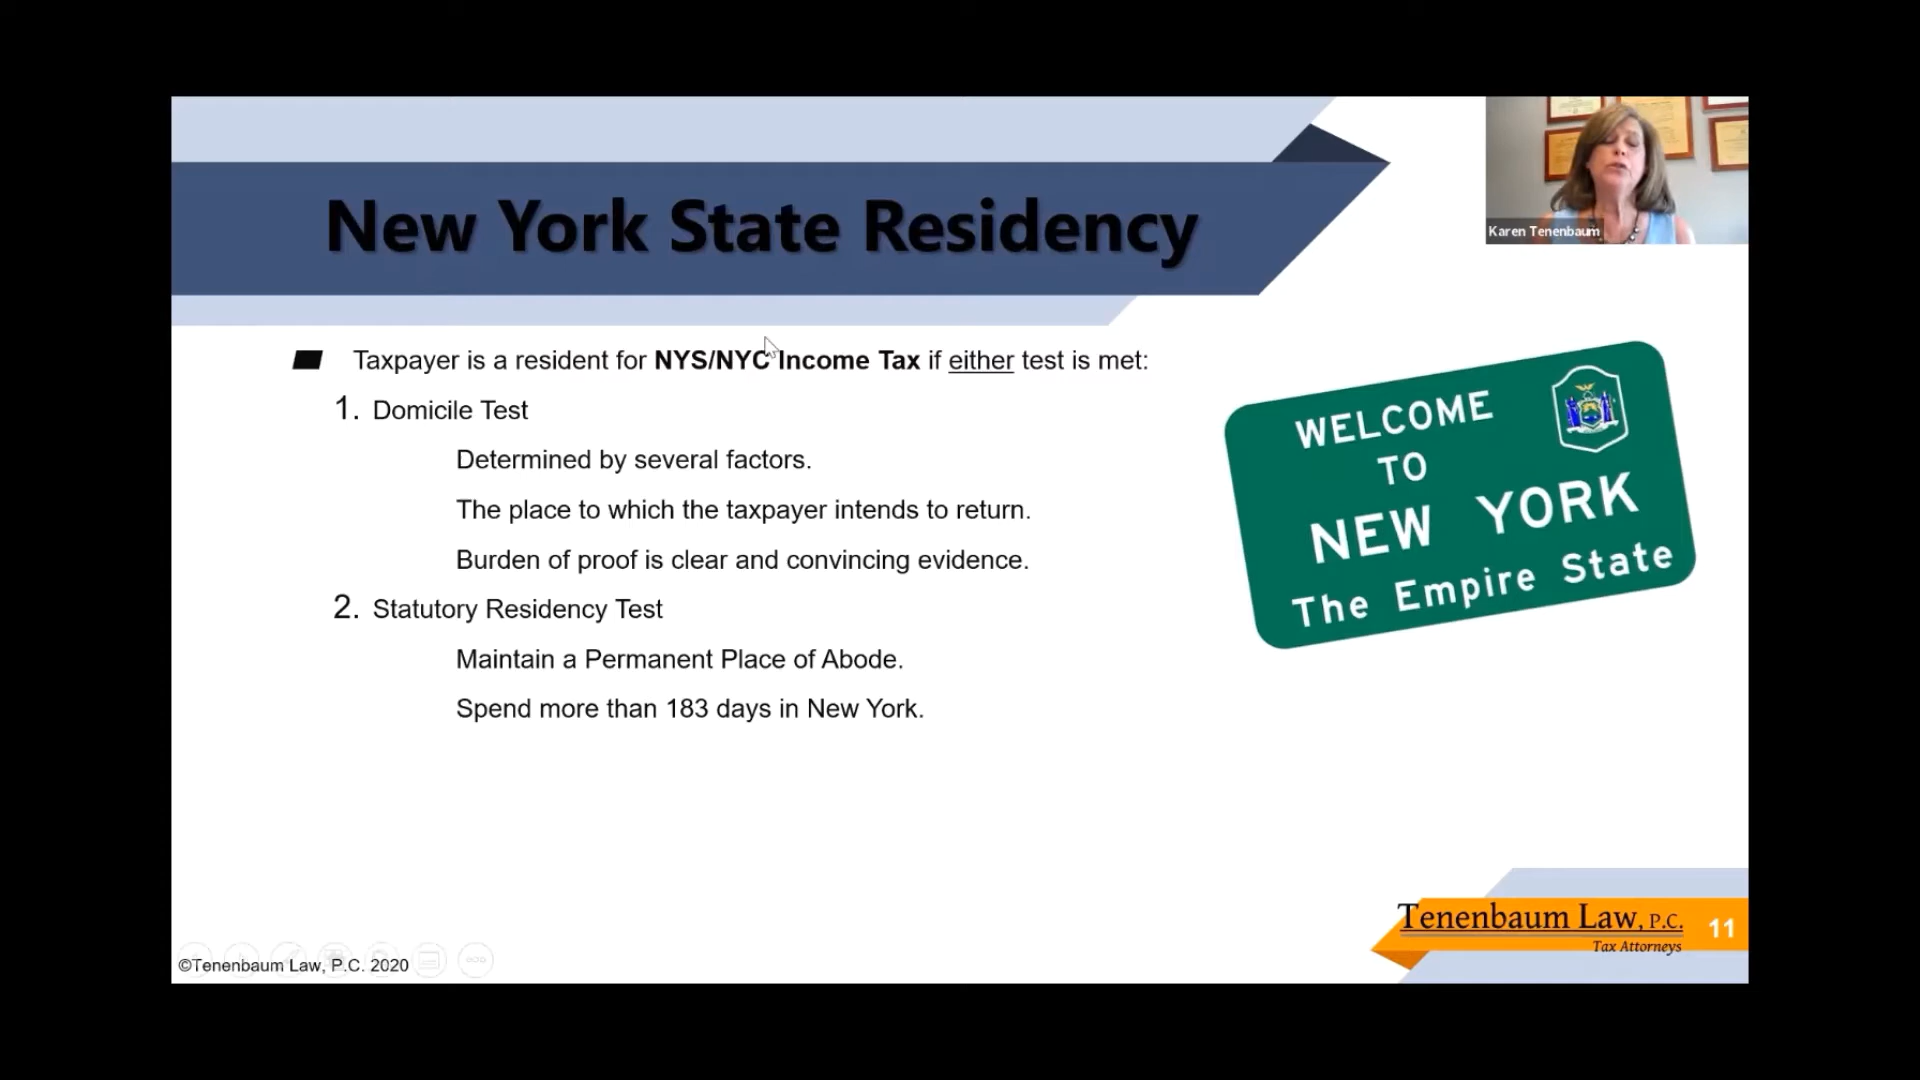 New York State Residency
Karen Tenenbaum
Taxpayer is a resident for NYS/NYC Income Tax if either test is met:
1. Domicile Test
Determined by several factors.
The place to which the taxpayer intends to return.
Burden of proof is clear and convincing evidence.
2. Statutory Residency Test
Maintain a Permanent Place of Abode.
Spend more than 183 days in New York.
WELCOME
TO
NEW YORK
The Empire State
Tenenbaum Law, P.C.
Tax Attorneys
11
©Tenenbaum Law, P.C. 2020